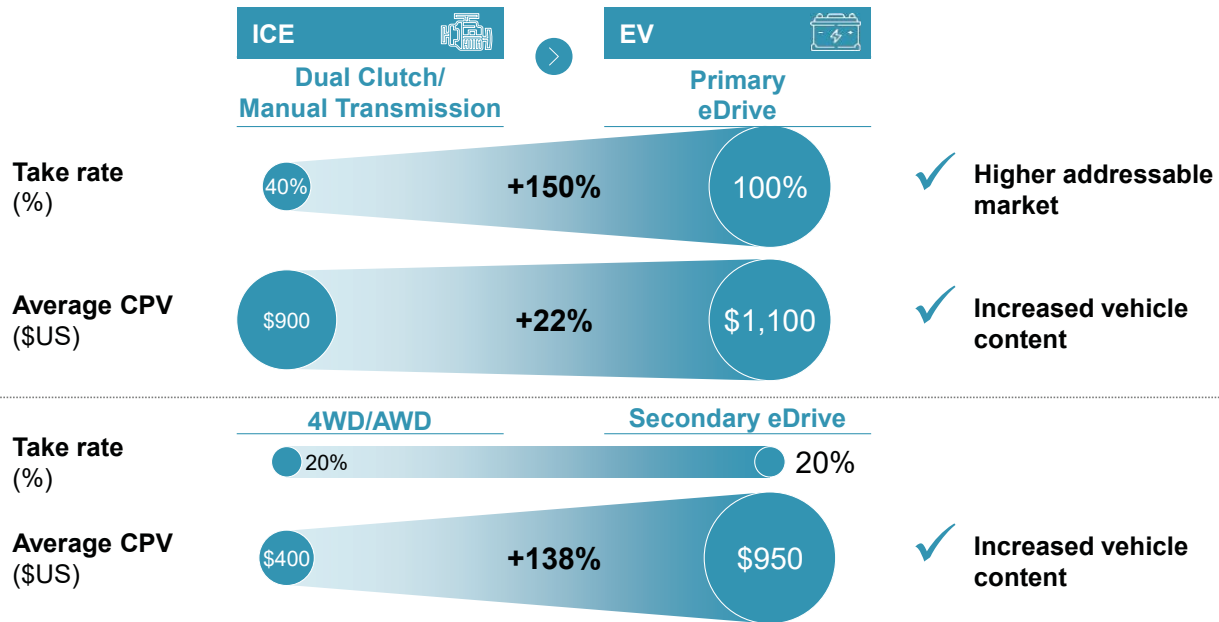 ICE
EV
Dual Clutch/
Manual Transmission
Primary
eDrive
Take rate
(%)
40%
+150%
100%
Higher addressable
market
Average CPV
($US)
$900
+22%
$1,100
Increased vehicle
content
4WD/AWD
Secondary eDrive
Take rate
(%)
20%
20%
Average CPV
($US)
$400
+138%
$950
Increased vehicle
content